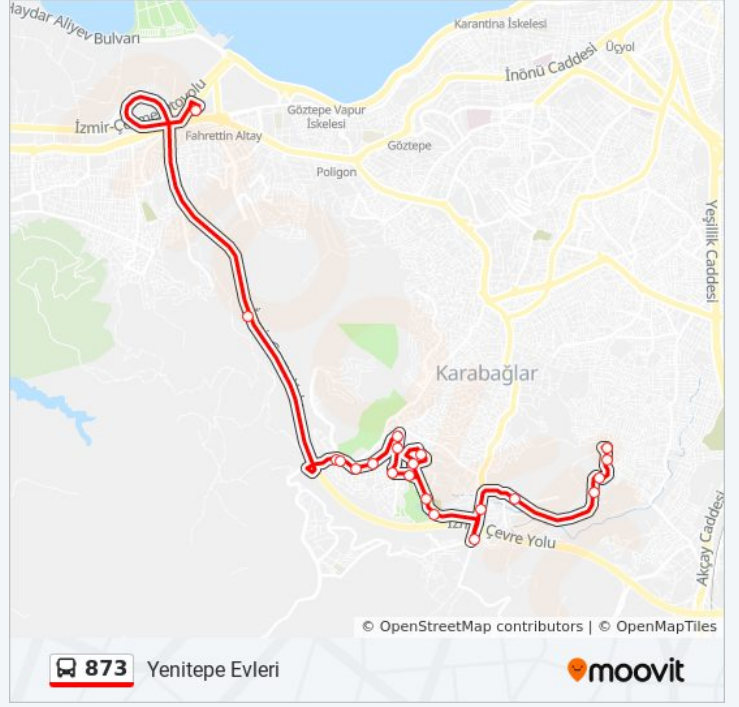 Haydar Aliyev Bulvarı
Karantina İskelesi
Üçyol
İnönü Caddesi
Göztepe Vapur
İskelesi
Fahrettin Altay
Göztepe
Poligon
Yeşillik Caddesi
Karabağlar
Çevre Yolu
Akçay Caddesi
© OpenStreetMap contributors | © OpenMapTiles
873 Yenitepe Evleri
moovit